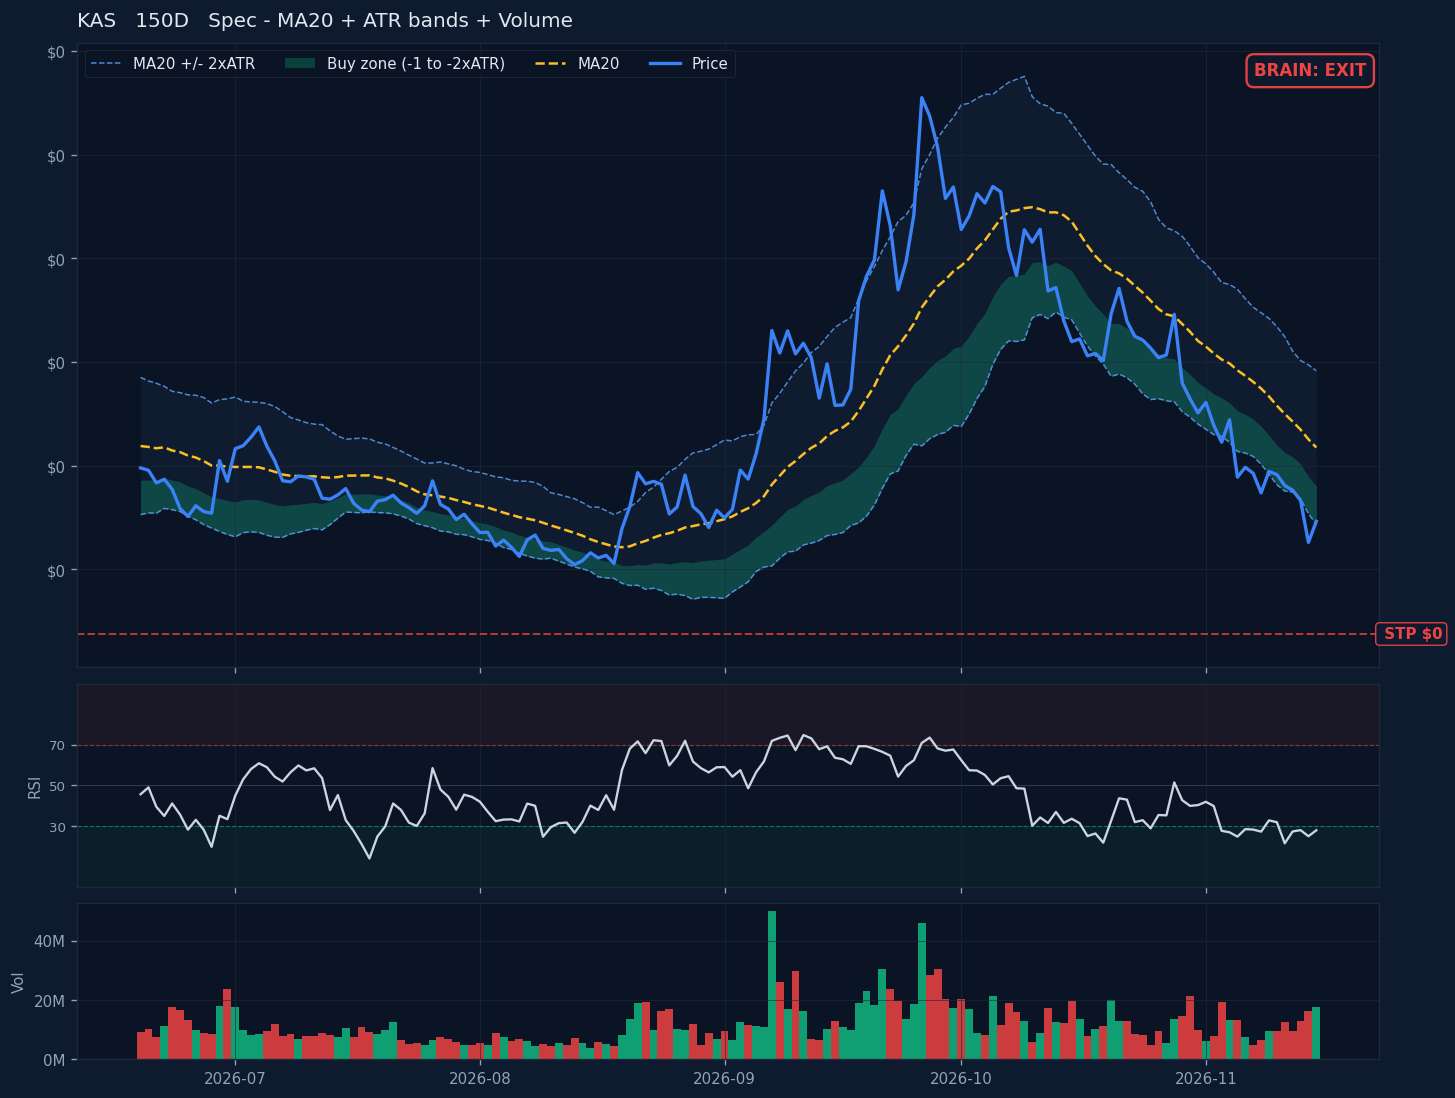 KAS 150D Spec - MA20 + ATR bands + Volume
MA20 +/- 2xATR
Buy zone (-1 to -2xATR)
MA20
Price
BRAIN: EXIT
$0
$0
$0
$0
$0
$0
STP $0
RSI
70
50
30
Vol
40M
20M
0M
2026-07
2026-08
2026-09
2026-10
2026-11